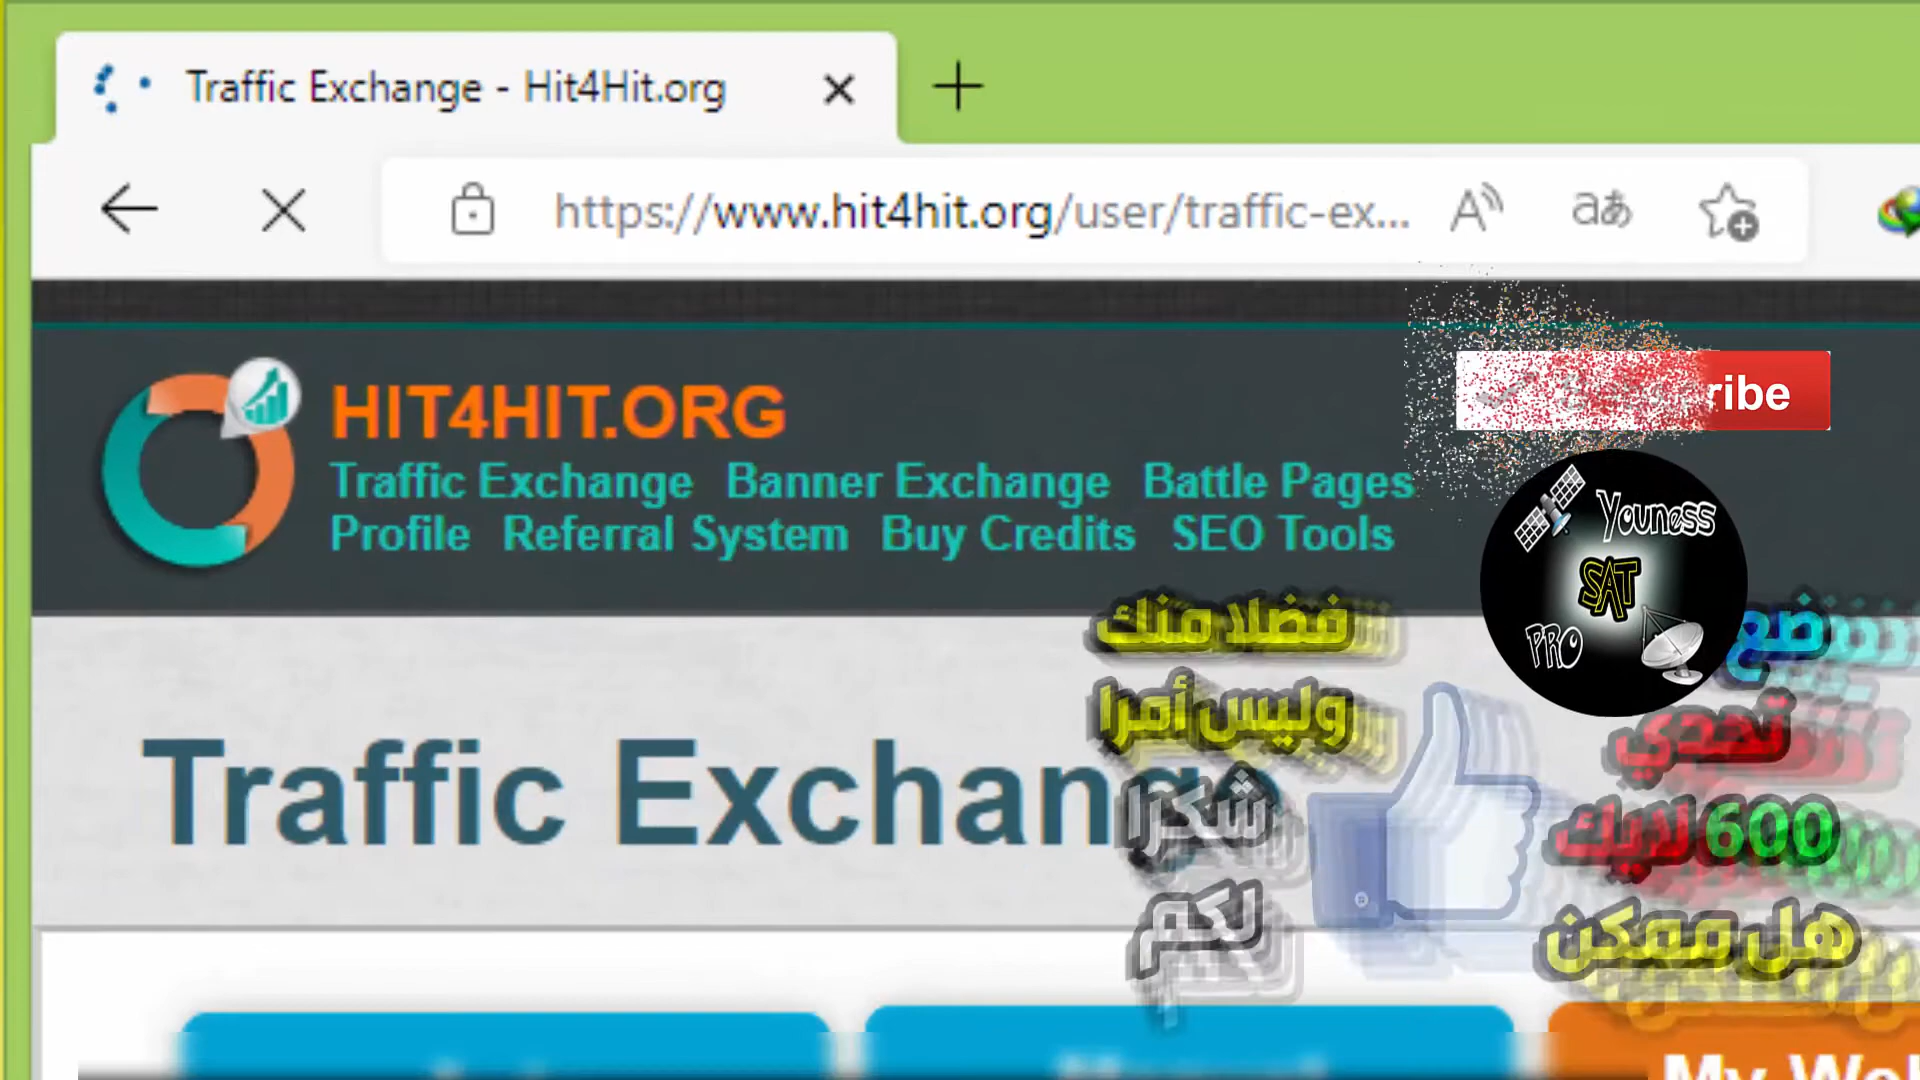 Traffic Exchange - Hit4Hit.org
https://www.hit4hit.org/user/traffic-ex...
HIT4HIT.ORG
Traffic Exchange Banner Exchange Battle Pages
Profile Referral System Buy Credits SEO Tools
ribe
Youness
SAT
PRO
Traffic Exchange
فضلا منك
وليس أمرا
شكرا
لكم
تحدي
600 لايك
هل ممكن
My